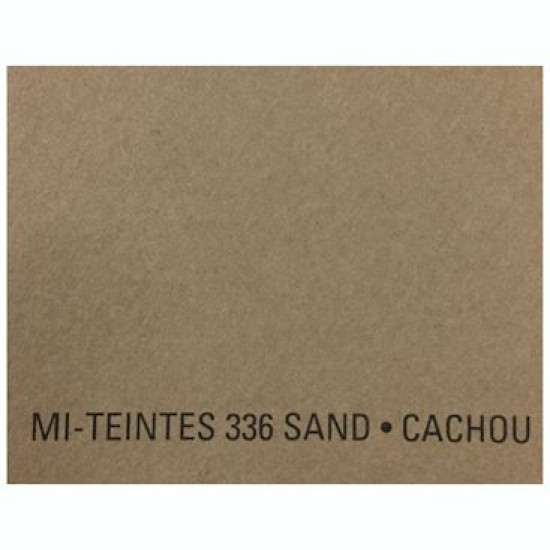 MI-TEINTES 336 SAND • CACHOU